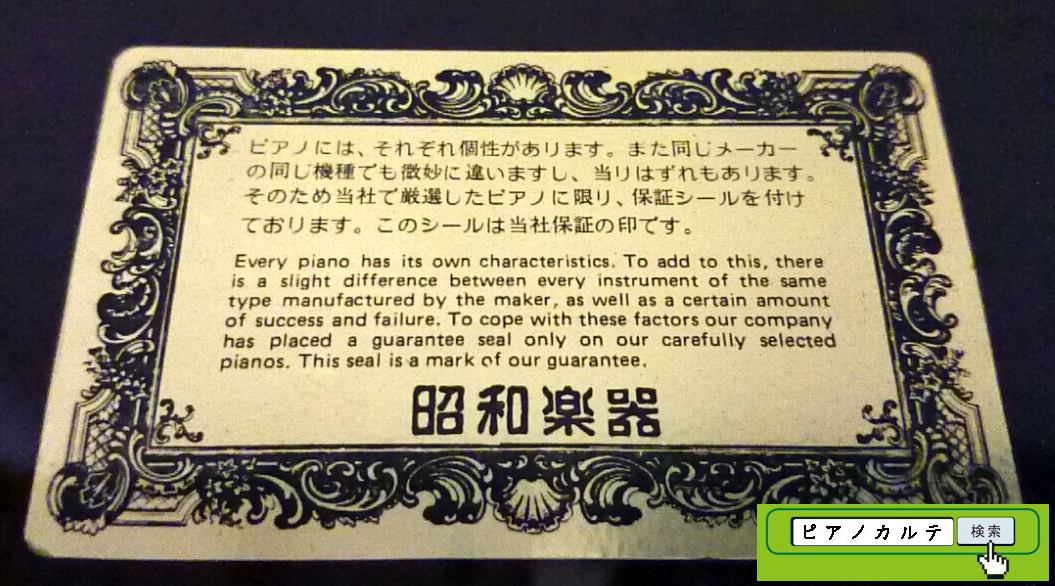 ピアノには、それぞれ個性があります。また同じメーカー
の同じ機種でも微妙に違いますし、当りはずれもあります。
そのため当社で厳選したピアノに限り、保証シールを付け
ております。このシールは当社保証の印です。
Every piano has its own characteristics. To add to this, there
is a slight difference between every instrument of the same
type manufactured by the maker, as well as a certain amount
of success and failure. To cope with these factors our company
has placed a guarantee seal only on our carefully selected
pianos. This seal is a mark of our guarantee.
昭和楽器
ピアノカルテ 検索